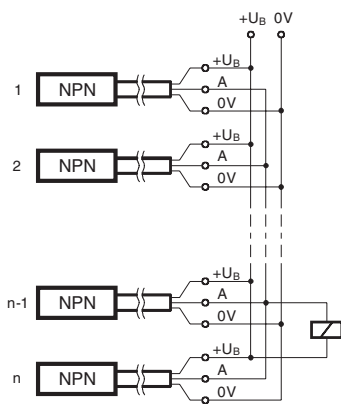 +UB 0V
+UB
1 NPN A
0V
+UB
2 NPN A
0V
+UB
n-1 NPN A
0V
+UB
n NPN A
0V